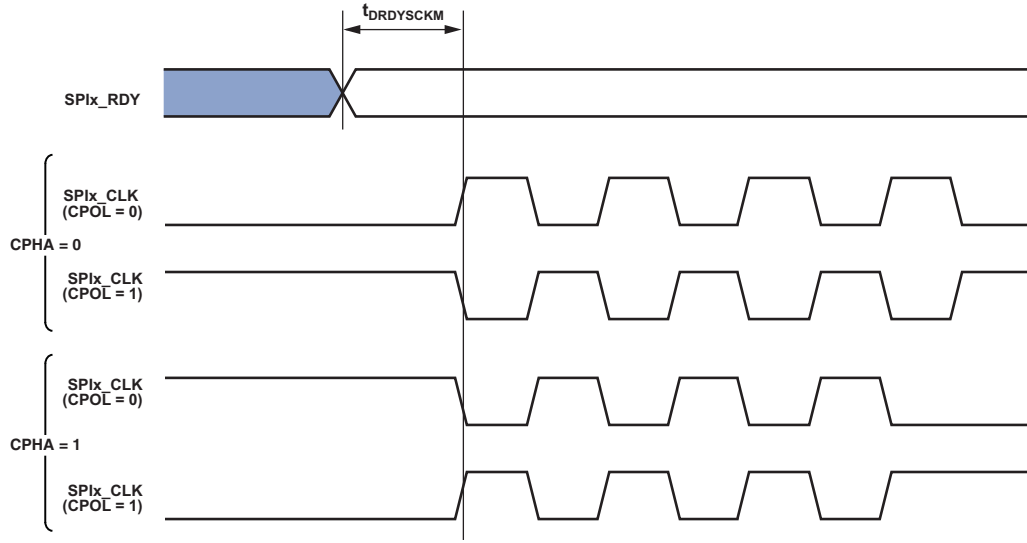 tDRDYSCKM
SPIx_RDY
SPIx_CLK
(CPOL = 0)
CPHA = 0
SPIx_CLK
(CPOL = 1)
SPIx_CLK
(CPOL = 0)
CPHA = 1
SPIx_CLK
(CPOL = 1)